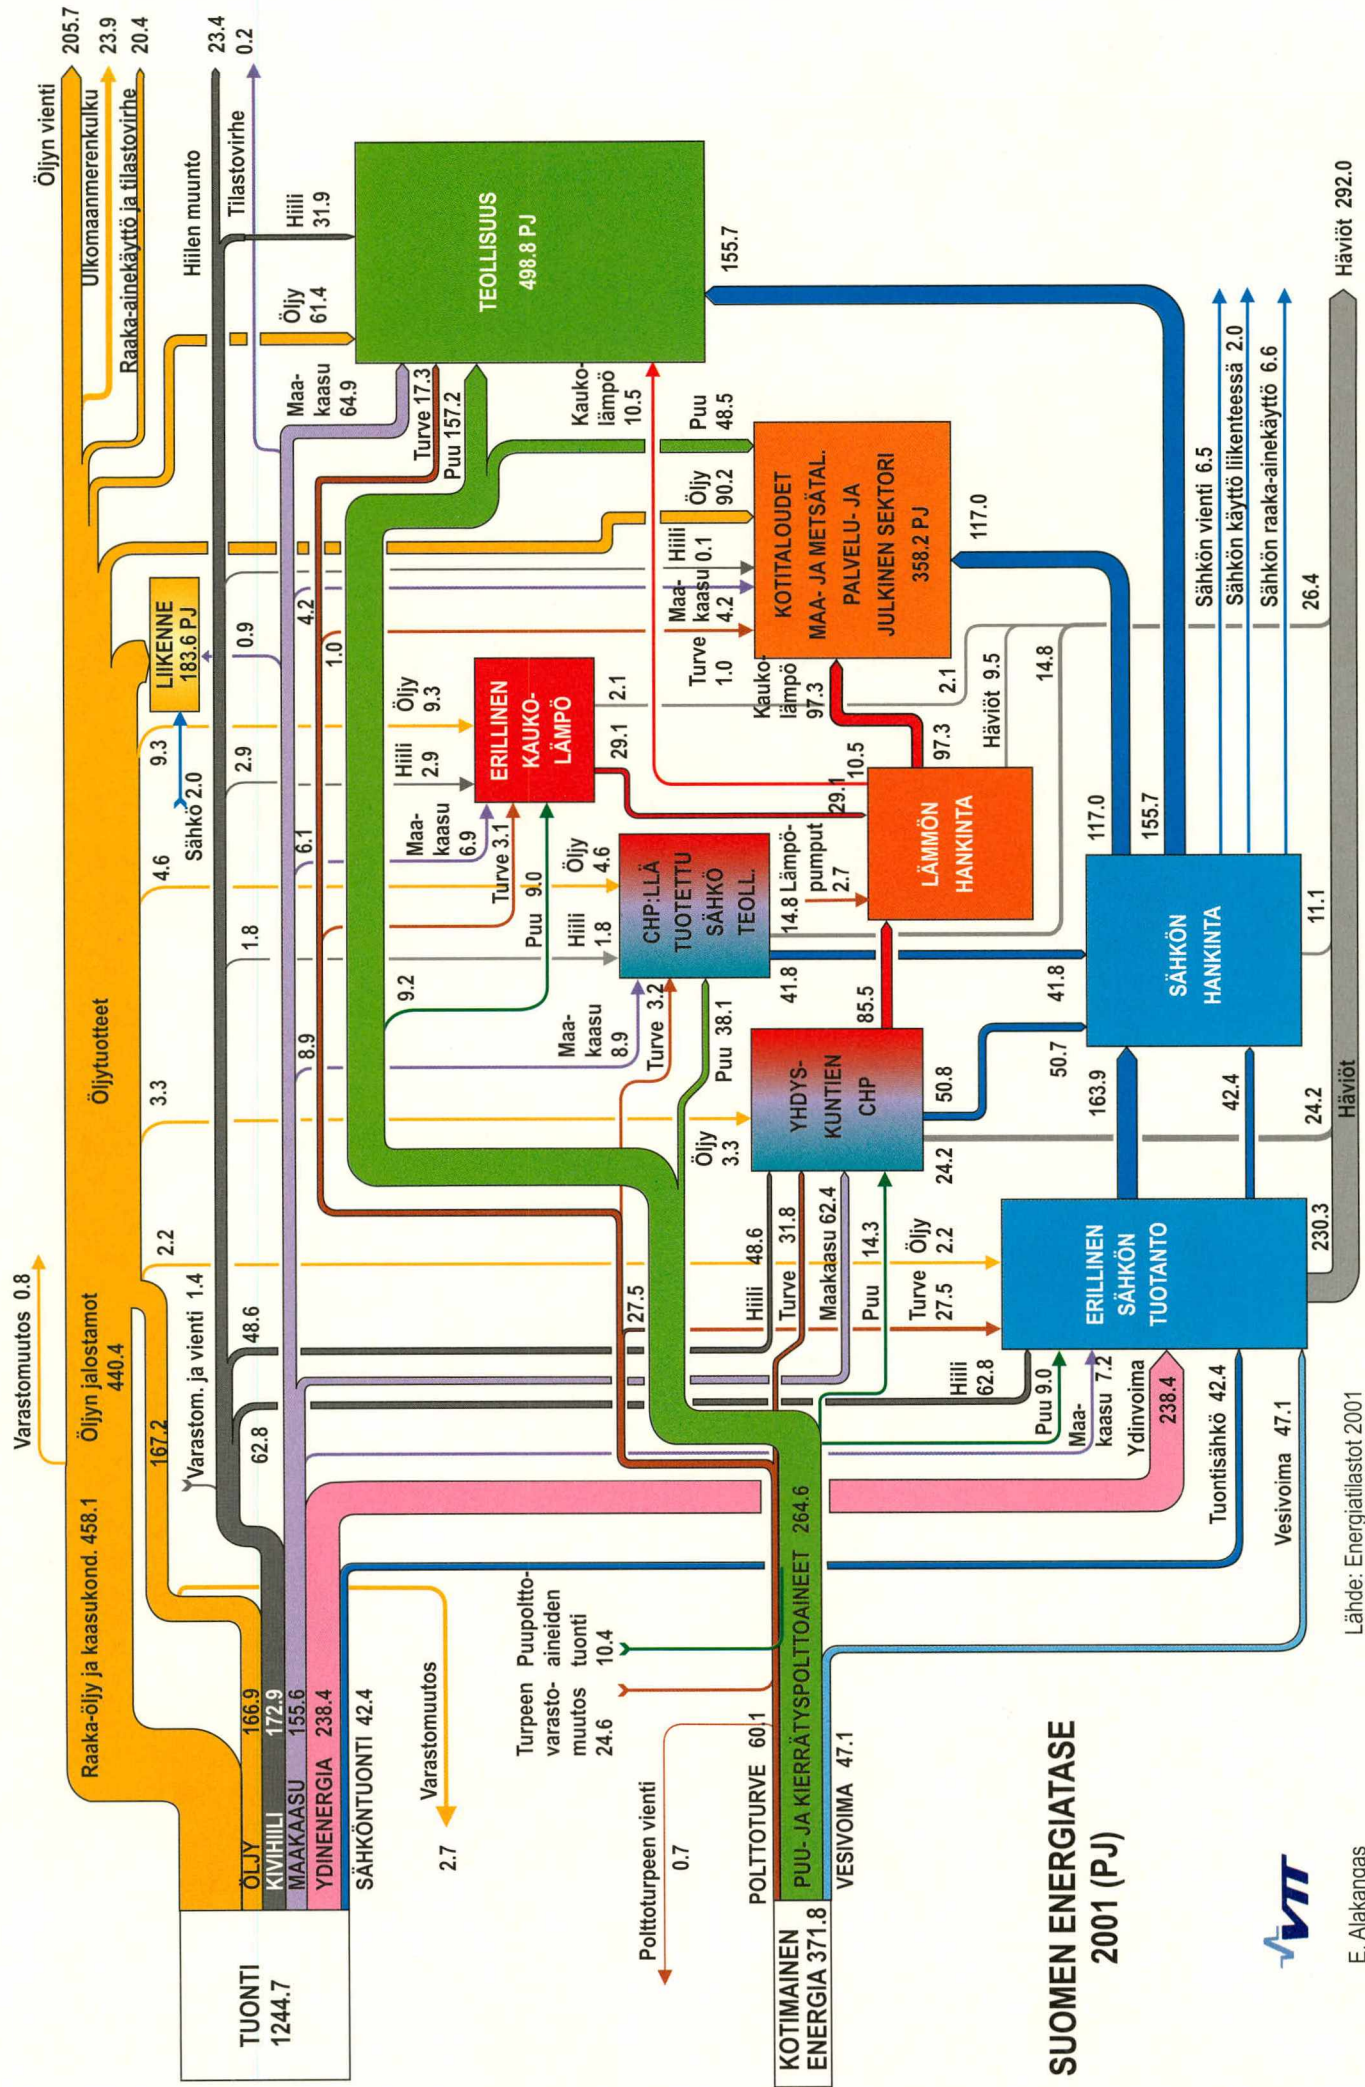 Öljyn vienti 205.7
Ulkomaanmerenkulku 23.9
Raaka-ainekäyttö ja tilastovirhe 20.4
Hiilen muunto 23.4
Tilastovirhe 0.2
Varastomuutos 0.8
Raaka-öljy ja kaasukond. 458.1
Öljyn jalostamot
440.4
Öljytuotteet
167.2
2.2
3.3
4.6
9.3
Sähkö 2.0
LIIKENNE
183.6 PJ
0.9
Varastom. ja vienti 1.4
62.8
48.6
1.8
2.9
8.9
6.1
4.2
1.0
9.2
27.5
TUONTI
1244.7
ÖLJY 166.9
KIVIHIILI 172.9
MAAKAASU 155.6
YDINENERGIA 238.4
SÄHKÖNTUONTI 42.4
Varastomuutos
2.7
Turpeen
varasto-
muutos
24.6
Puupoltto-
aineiden
tuonti
10.4
Polttoturpeen vienti
0.7
KOTIMAINEN
ENERGIA 371.8
POLTTOTURVE 60.1
PUU- JA KIERRÄTYSPOLTTOAINEET 264.6
VESIVOIMA 47.1
Maa-
kaasu
64.9
Öljy
61.4
Hiili
31.9
Turve 17.3
Puu 157.2
Kauko-
lämpö
10.5
TEOLLISUUS
498.8 PJ
155.7
Turve
1.0
Maa-
kaasu
4.2
Hiili
0.1
Öljy
90.2
Puu
48.5
Kauko-
lämpö
97.3
KOTITALOUDET
MAA- JA METSÄTAL.
PALVELU- JA
JULKINEN SEKTORI
358.2 PJ
117.0
Maa-
kaasu
6.9
Hiili
2.9
Öljy
9.3
Turve 3.1
Puu 9.0
ERILLINEN
KAUKO-
LÄMPÖ
2.1
29.1
Maa-
kaasu
8.9
Hiili
1.8
Öljy
4.6
Turve 3.2
Puu 38.1
CHP:LLÄ
TUOTETTU
SÄHKÖ
TEOLL.
41.8
14.8
Lämpö-
pumput
2.7
29.1
10.5
LÄMMÖN
HANKINTA
97.3
2.1
Häviöt 9.5
14.8
85.5
Öljy
3.3
Hiili 48.6
Turve 31.8
Maakaasu 62.4
Puu 14.3
YHDYS-
KUNTIEN
CHP
24.2
50.8
Turve
27.5
Öljy
2.2
Hiili
62.8
Puu 9.0
Maa-
kaasu 7.2
Ydinvoima
238.4
Tuontisähkö 42.4
Vesivoima 47.1
ERILLINEN
SÄHKÖN
TUOTANTO
163.9
42.4
50.7
41.8
SÄHKÖN
HANKINTA
117.0
155.7
Sähkön vienti 6.5
Sähkön käyttö liikenteessä 2.0
Sähkön raaka-ainekäyttö 6.6
230.3
24.2
11.1
26.4
Häviöt
Häviöt 292.0
SUOMEN ENERGIATASE
2001 (PJ)
VTT
E. Alakangas
Lähde: Energiatilastot 2001